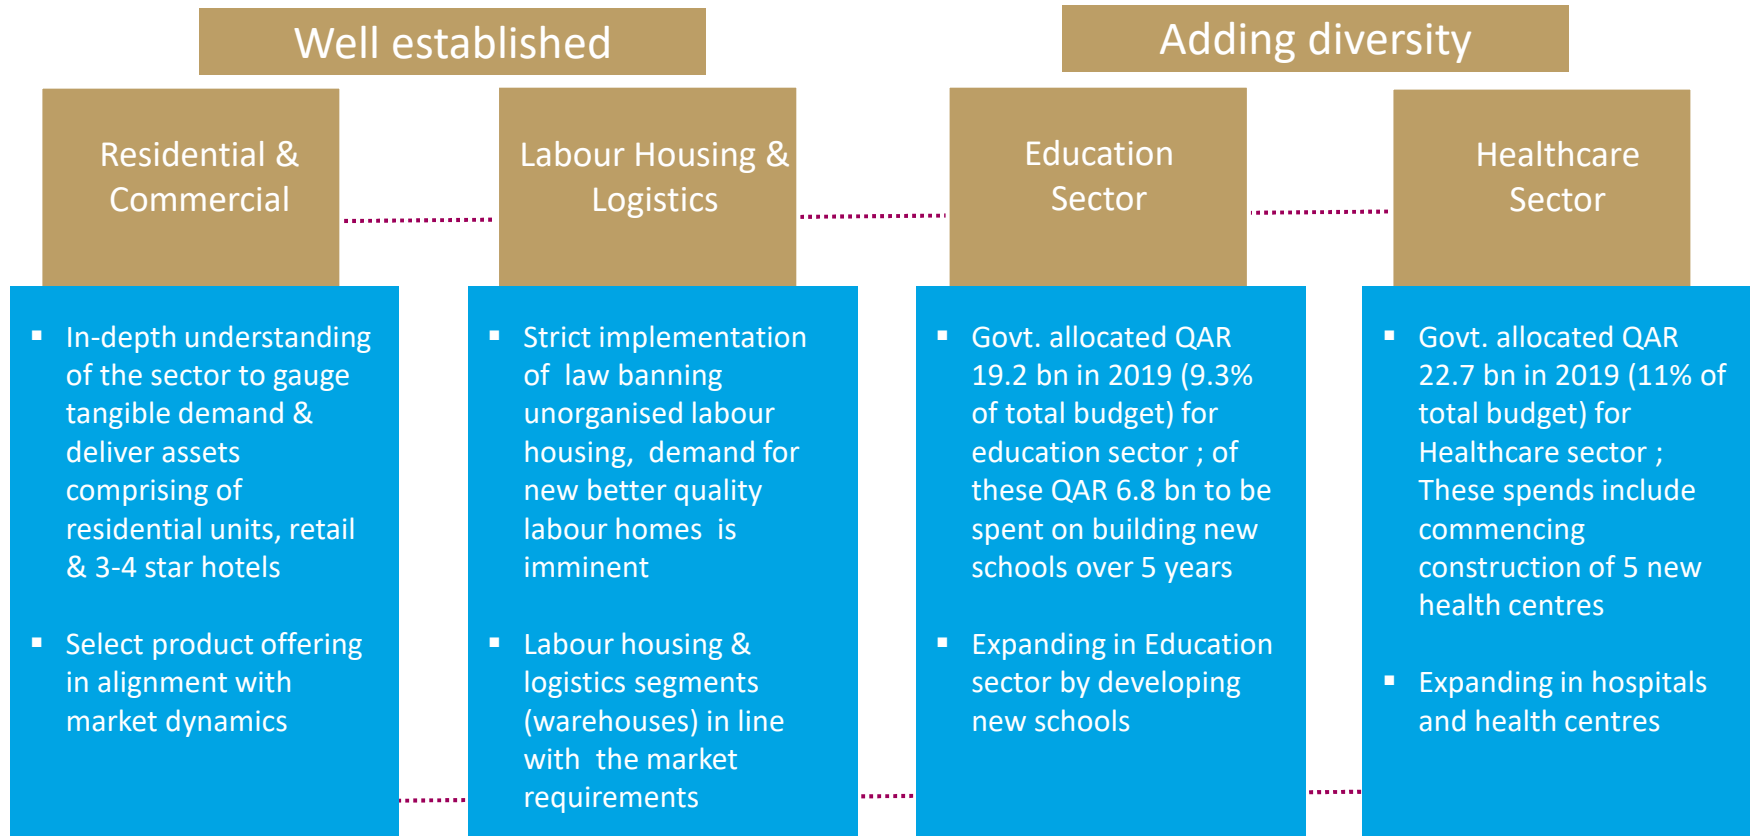 Well established
Adding diversity
Residential &
Commercial
Labour Housing &
Logistics
Education
Sector
Healthcare
Sector
▪ In-depth understanding
of the sector to gauge
tangible demand &
deliver assets
comprising of
residential units, retail
& 3-4 star hotels
▪ Select product offering
in alignment with
market dynamics
▪ Strict implementation
of  law banning
unorganised labour
housing,  demand for
new better quality
labour homes  is
imminent
▪ Labour housing &
logistics segments
(warehouses) in line
with  the market
requirements
▪ Govt. allocated QAR
19.2 bn in 2019 (9.3%
of total budget) for
education sector ; of
these QAR 6.8 bn to be
spent on building new
schools over 5 years
▪ Expanding in Education
sector by developing
new schools
▪ Govt. allocated QAR
22.7 bn in 2019 (11% of
total budget) for
Healthcare sector ;
These spends include
commencing
construction of 5 new
health centres
▪ Expanding in hospitals
and health centres